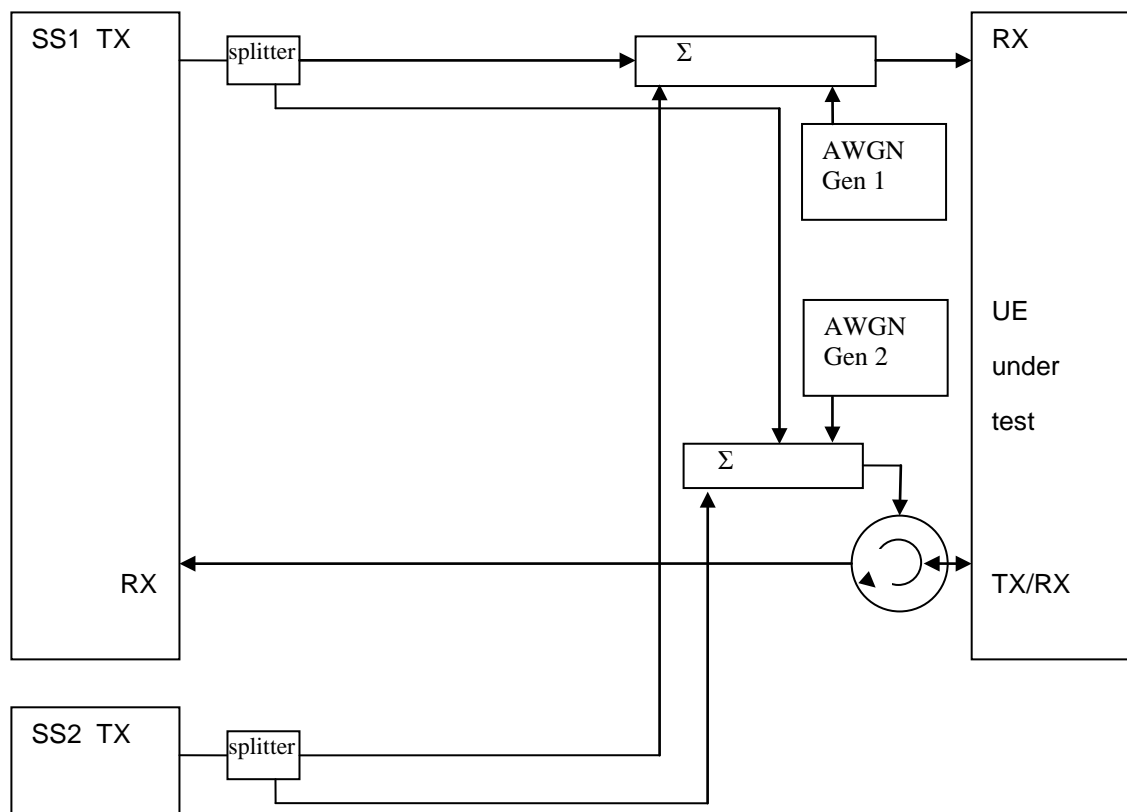 SS1 TX
splitter
Σ
RX
AWGN
Gen 1
AWGN
Gen 2
UE
under
test
Σ
RX
TX/RX
SS2 TX
splitter